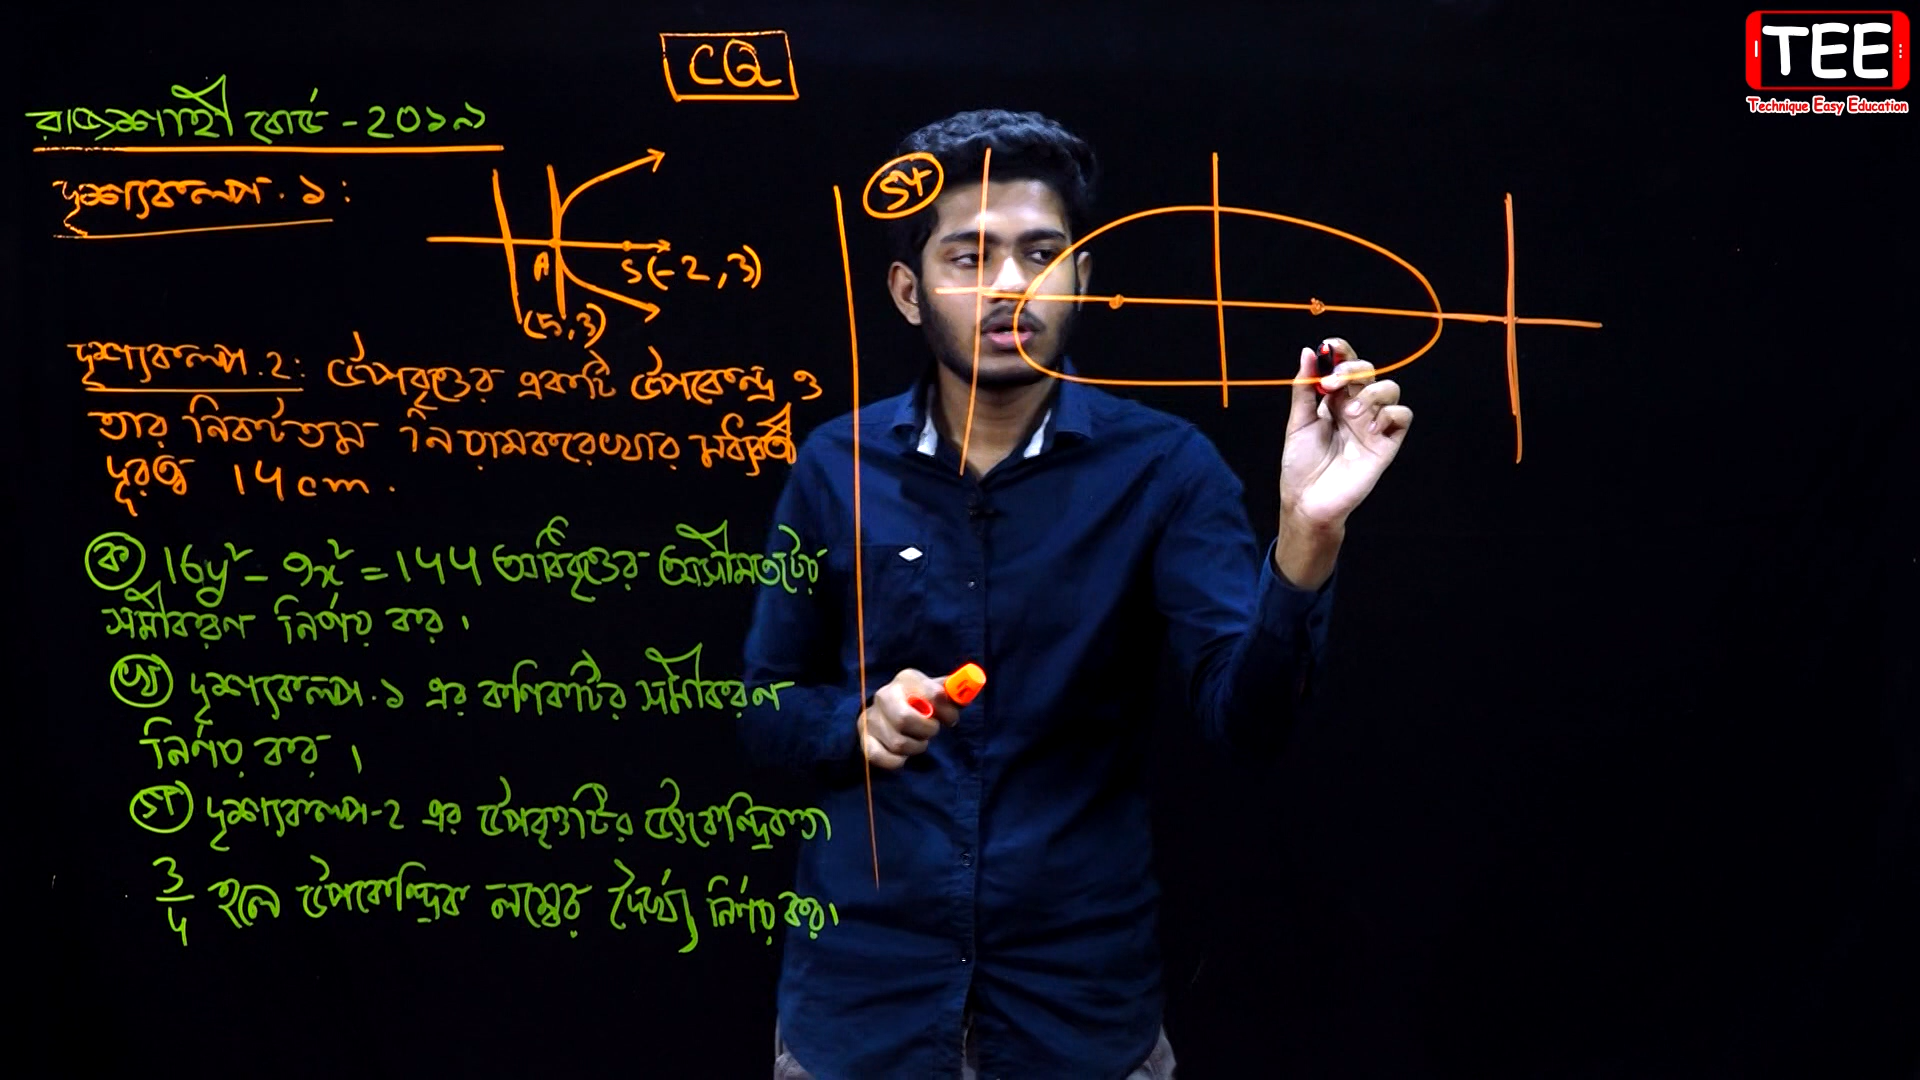 CQ
TEE
Technique Easy Education
রাজশাহী বোর্ড - 2০১৯
দৃশ্যকল্প.১:
A
S(-2,3)
(5,3)
দৃশ্যকল্প.2: উপবৃত্তের একটি উপকেন্দ্র ও
তার নিকটতম নিয়ামকরেখার মধ্যবর্তী
দূরত্ব 14 cm.
ক 16y² - 9x² = 144 অধিবৃত্তের অসীমতটের
সমীকরণ নির্ণয় কর।
খ দৃশ্যকল্প.১ এর কণিকটির সমীকরণ
নির্ণয় কর।
গ দৃশ্যকল্প-২ এর উপবৃত্তটির উৎকেন্দ্রিকতা
3/4 হলে উপকেন্দ্রিক লম্বের দৈর্ঘ্য নির্ণয় কর।
গ